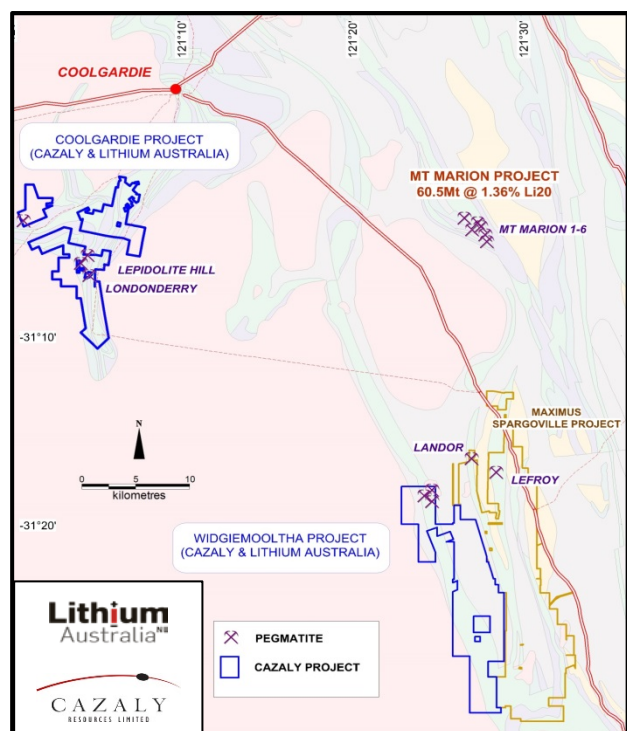 121°10'
121°20'
121°30'
COOLGARDIE
COOLGARDIE PROJECT
(CAZALY & LITHIUM AUSTRALIA)
MT MARION PROJECT
60.5Mt @ 1.36% Li20
MT MARION 1-6
LEPIDOLITE HILL
LONDONDERRY
-31°10'
MAXIMUS
SPARGOVILLE PROJECT
N
0 5 10
kilometres
LANDOR
LEFROY
-31°20'
WIDGIEMOOLTHA PROJECT
(CAZALY & LITHIUM AUSTRALIA)
Lithium
Australia NL
PEGMATITE
CAZALY PROJECT
CAZALY
RESOURCES LIMITED